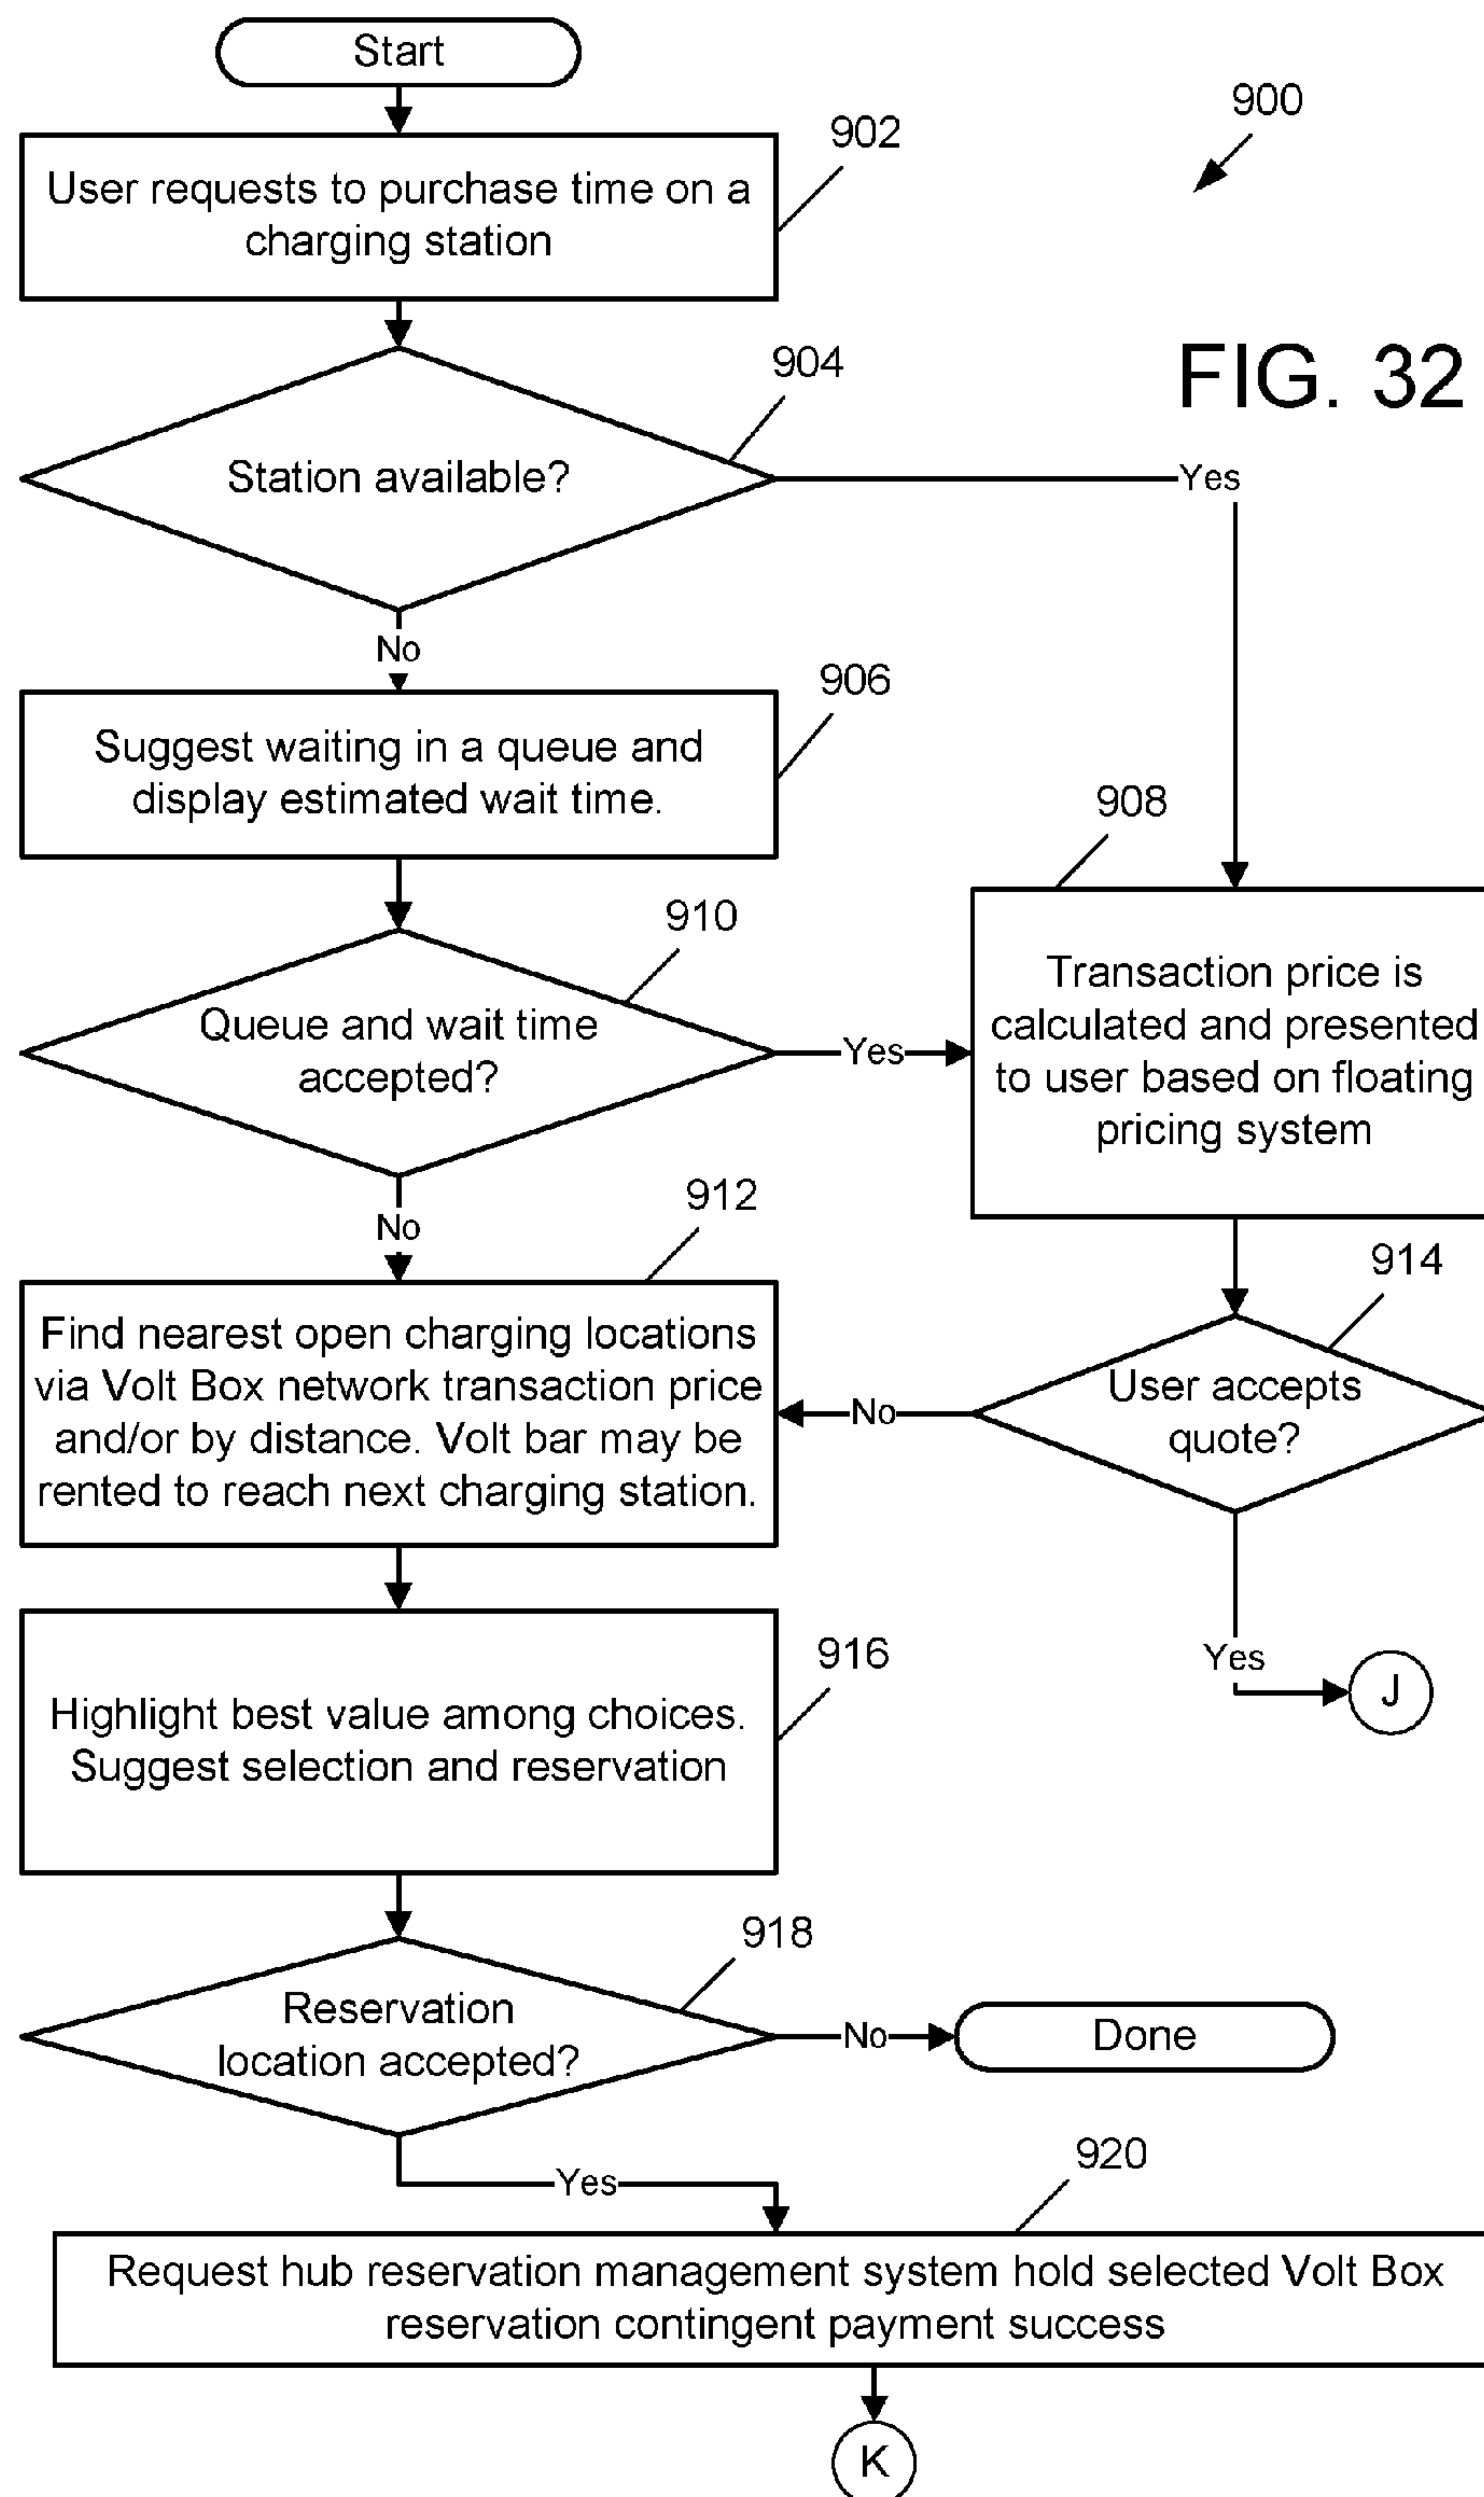 Start
900
902
User requests to purchase time on a
charging station
FIG. 32
904
Station available?
Yes
No
906
Suggest waiting in a queue and
display estimated wait time.
908
910
Queue and wait time
accepted?
Yes
Transaction price is
calculated and presented
to user based on floating
pricing system
No
912
914
Find nearest open charging locations
via Volt Box network transaction price
and/or by distance. Volt bar may be
rented to reach next charging station.
No
User accepts
quote?
Yes
J
916
Highlight best value among choices.
Suggest selection and reservation
918
Reservation
location accepted?
No
Done
Yes
920
Request hub reservation management system hold selected Volt Box
reservation contingent payment success
K